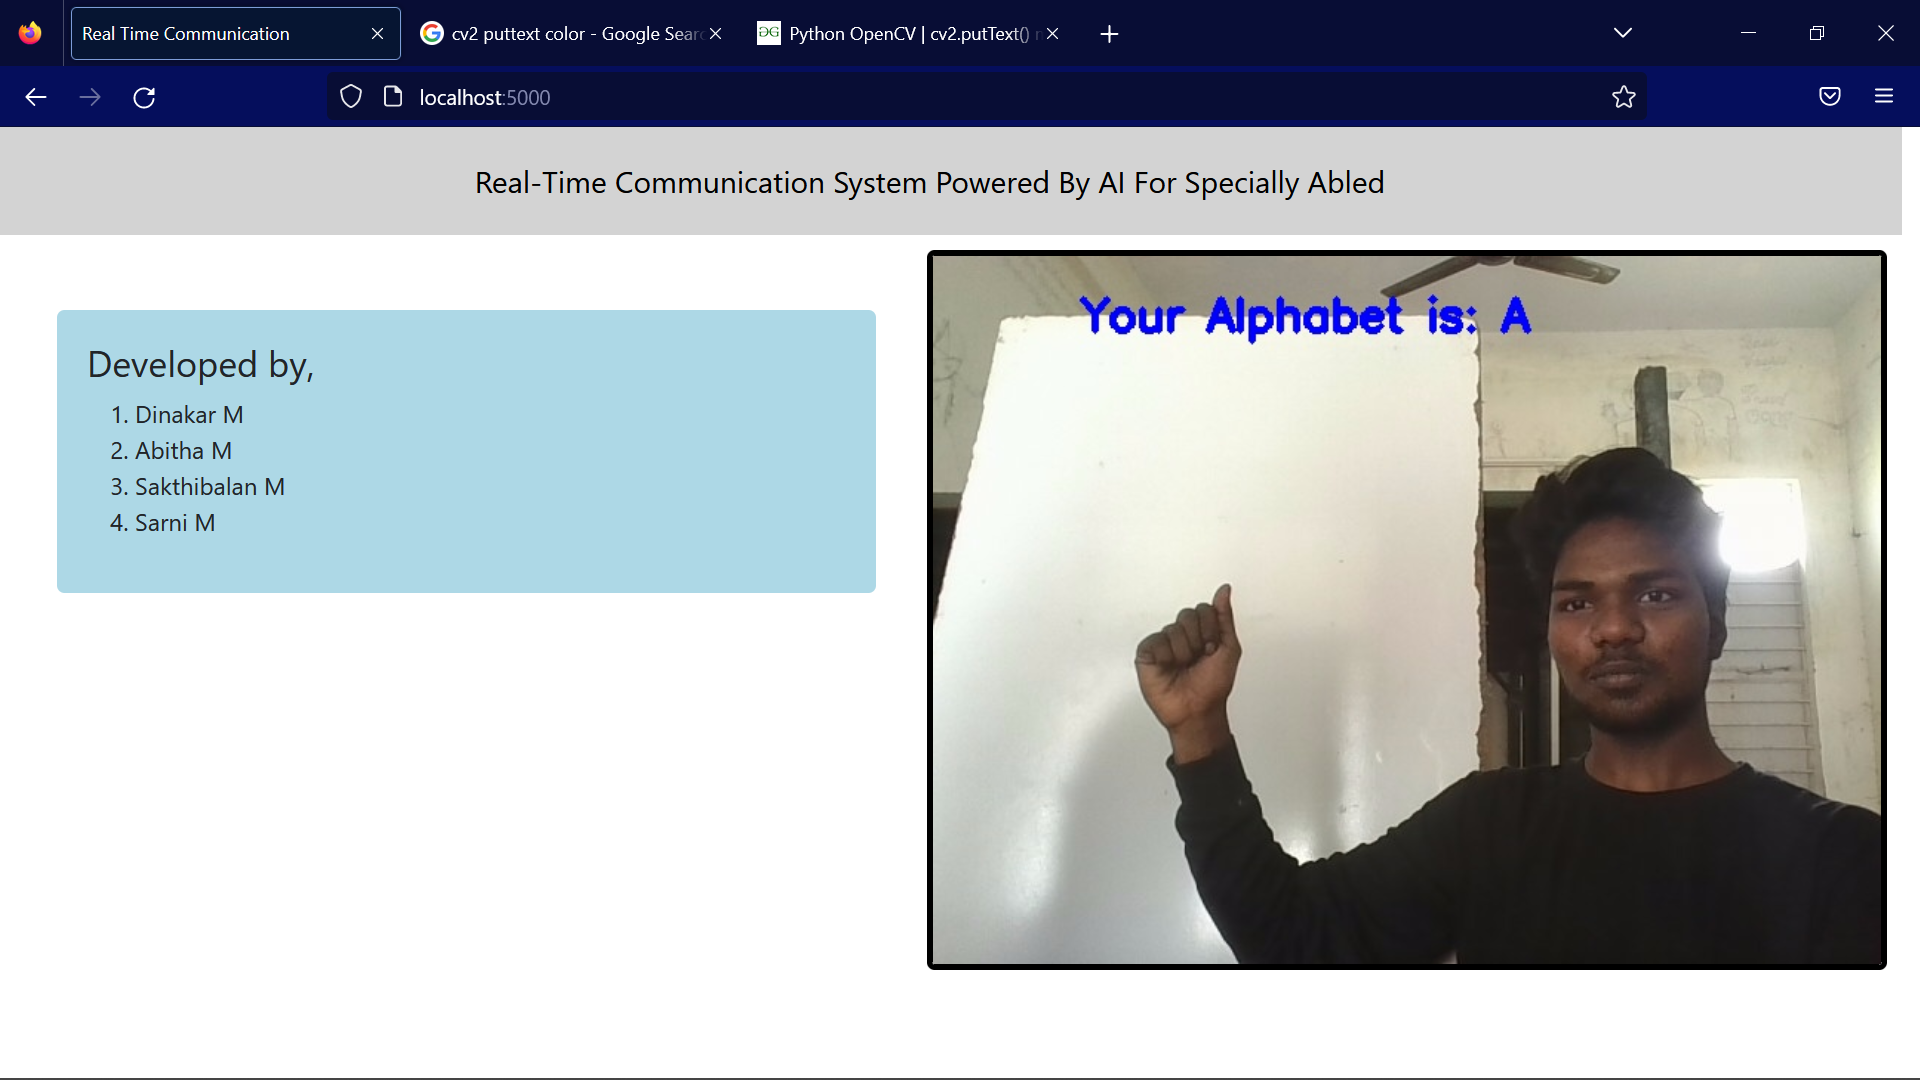 Real Time Communication
cv2 puttext color - Google Sear
Python OpenCV | cv2.putText()
localhost:5000
Real-Time Communication System Powered By AI For Specially Abled
Your Alphabet is: A
Developed by,
1. Dinakar M
2. Abitha M
3. Sakthibalan M
4. Sarni M